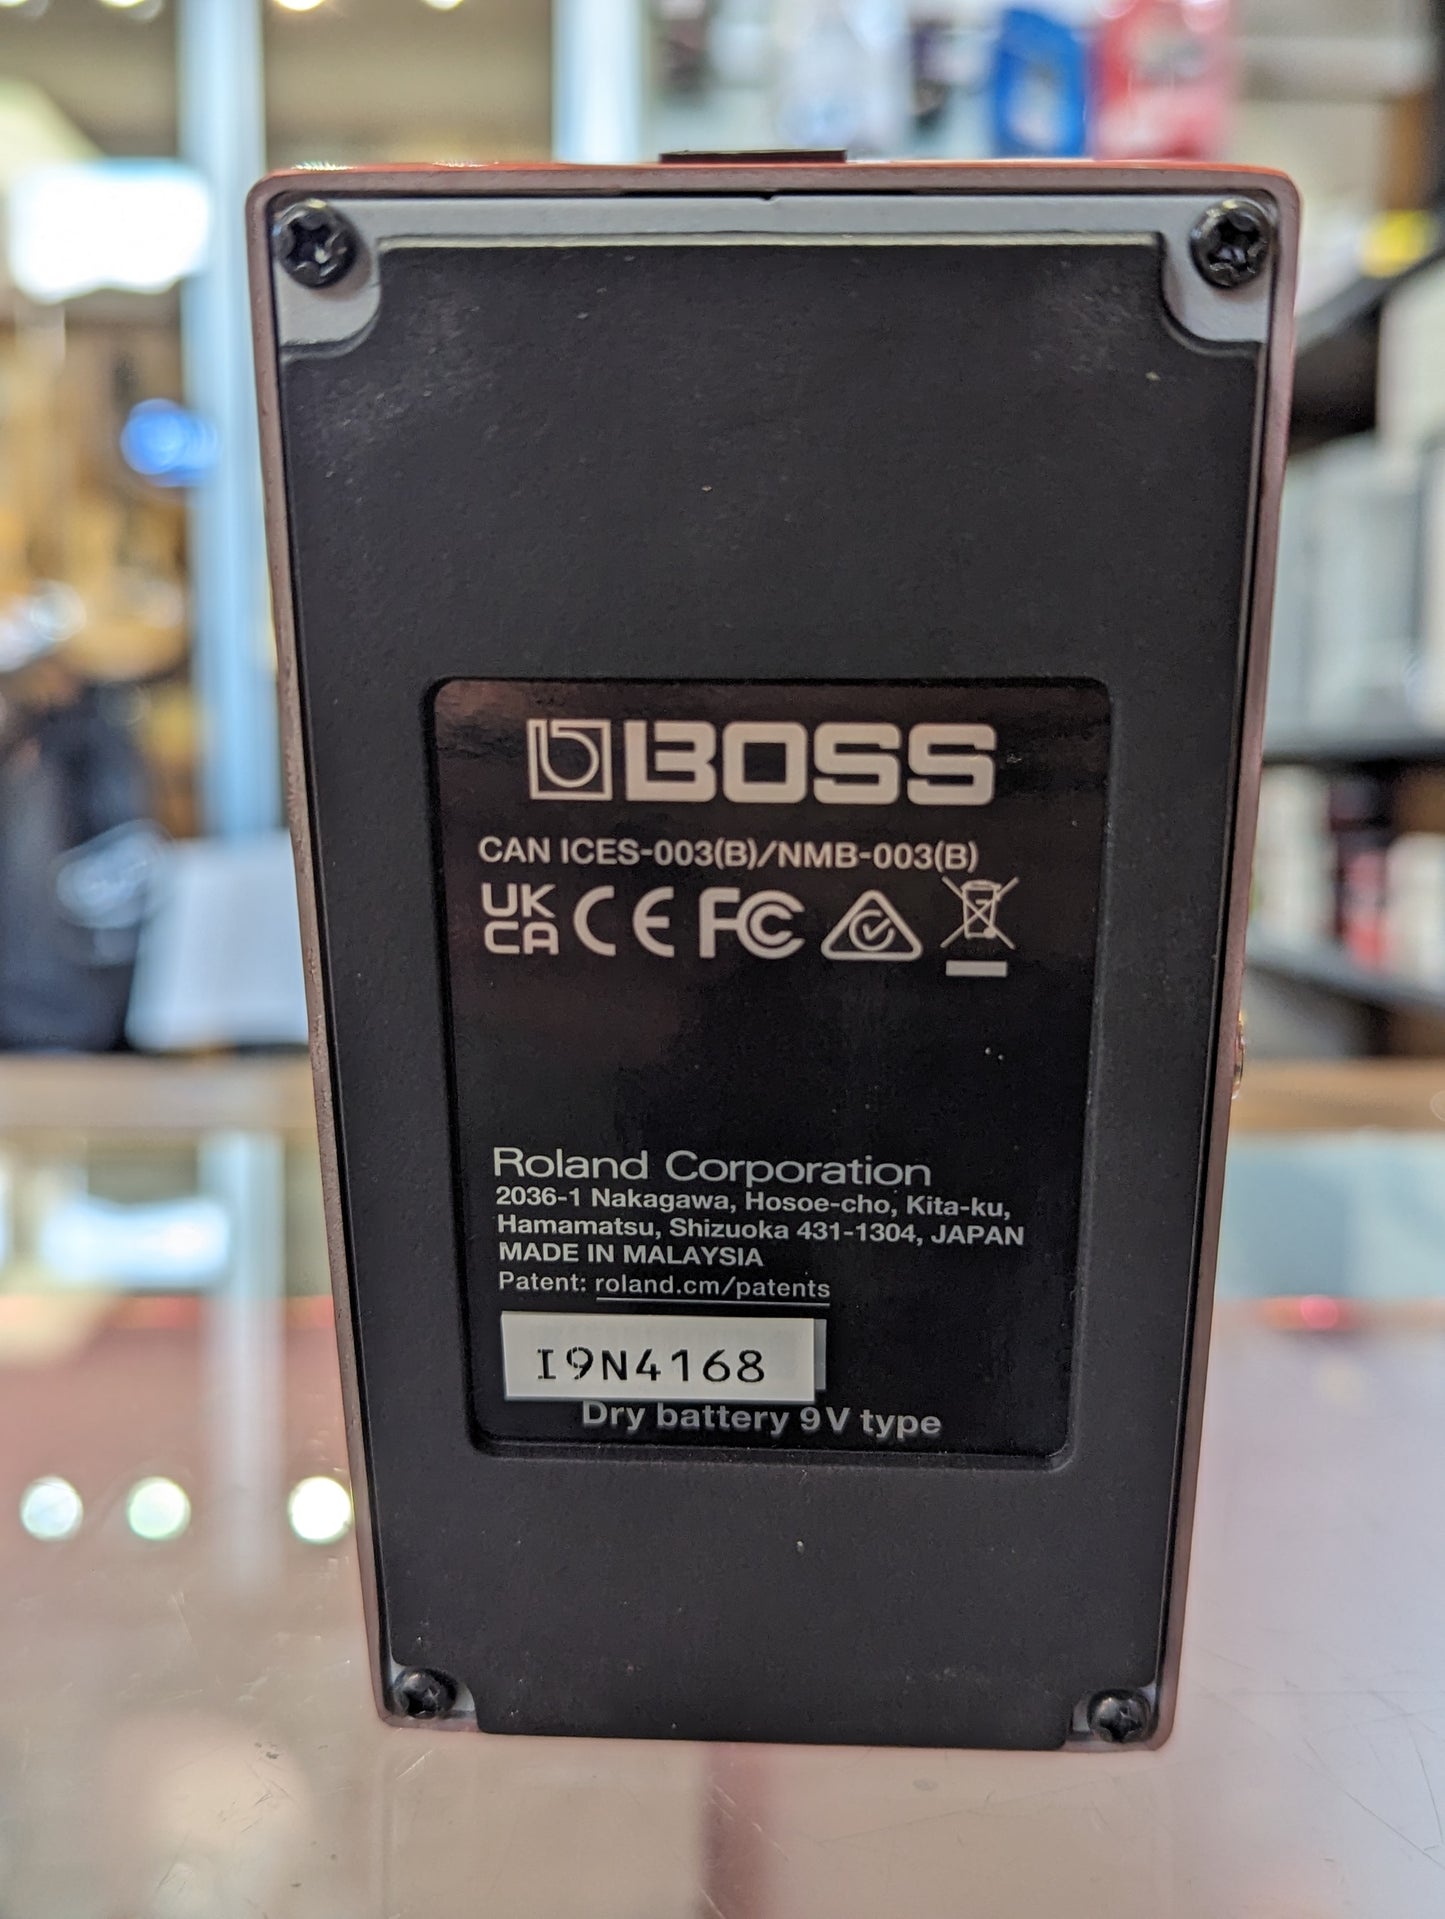 BOSS
CAN ICES-003(B)/NMB-003(B)
UK
CA CE FC
Roland Corporation
2036-1 Nakagawa, Hosoe-cho, Kita-ku,
Hamamatsu, Shizuoka 431-1304, JAPAN
MADE IN MALAYSIA
Patent: roland.cm/patents
I9N4168
Dry battery 9V type